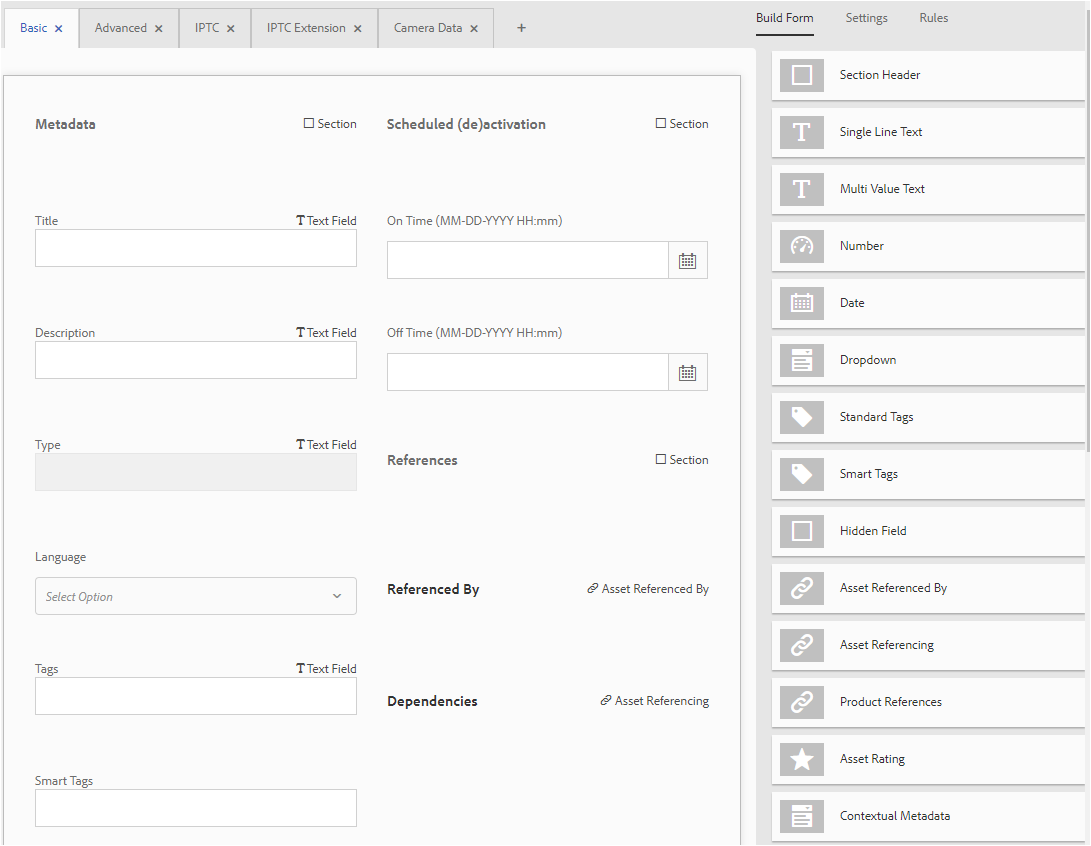 Basic × Advanced × IPTC × IPTC Extension × Camera Data × +
Build Form Settings Rules
Metadata
Section
Title
T Text Field
Description
T Text Field
Type
T Text Field
Language
Select Option
Tags
T Text Field
Smart Tags
Scheduled (de)activation
Section
On Time (MM-DD-YYYY HH:mm)
Off Time (MM-DD-YYYY HH:mm)
References
Section
Referenced By
Asset Referenced By
Dependencies
Asset Referencing
Section Header
T Single Line Text
T Multi Value Text
Number
Date
Dropdown
Standard Tags
Smart Tags
Hidden Field
Asset Referenced By
Asset Referencing
Product References
Asset Rating
Contextual Metadata